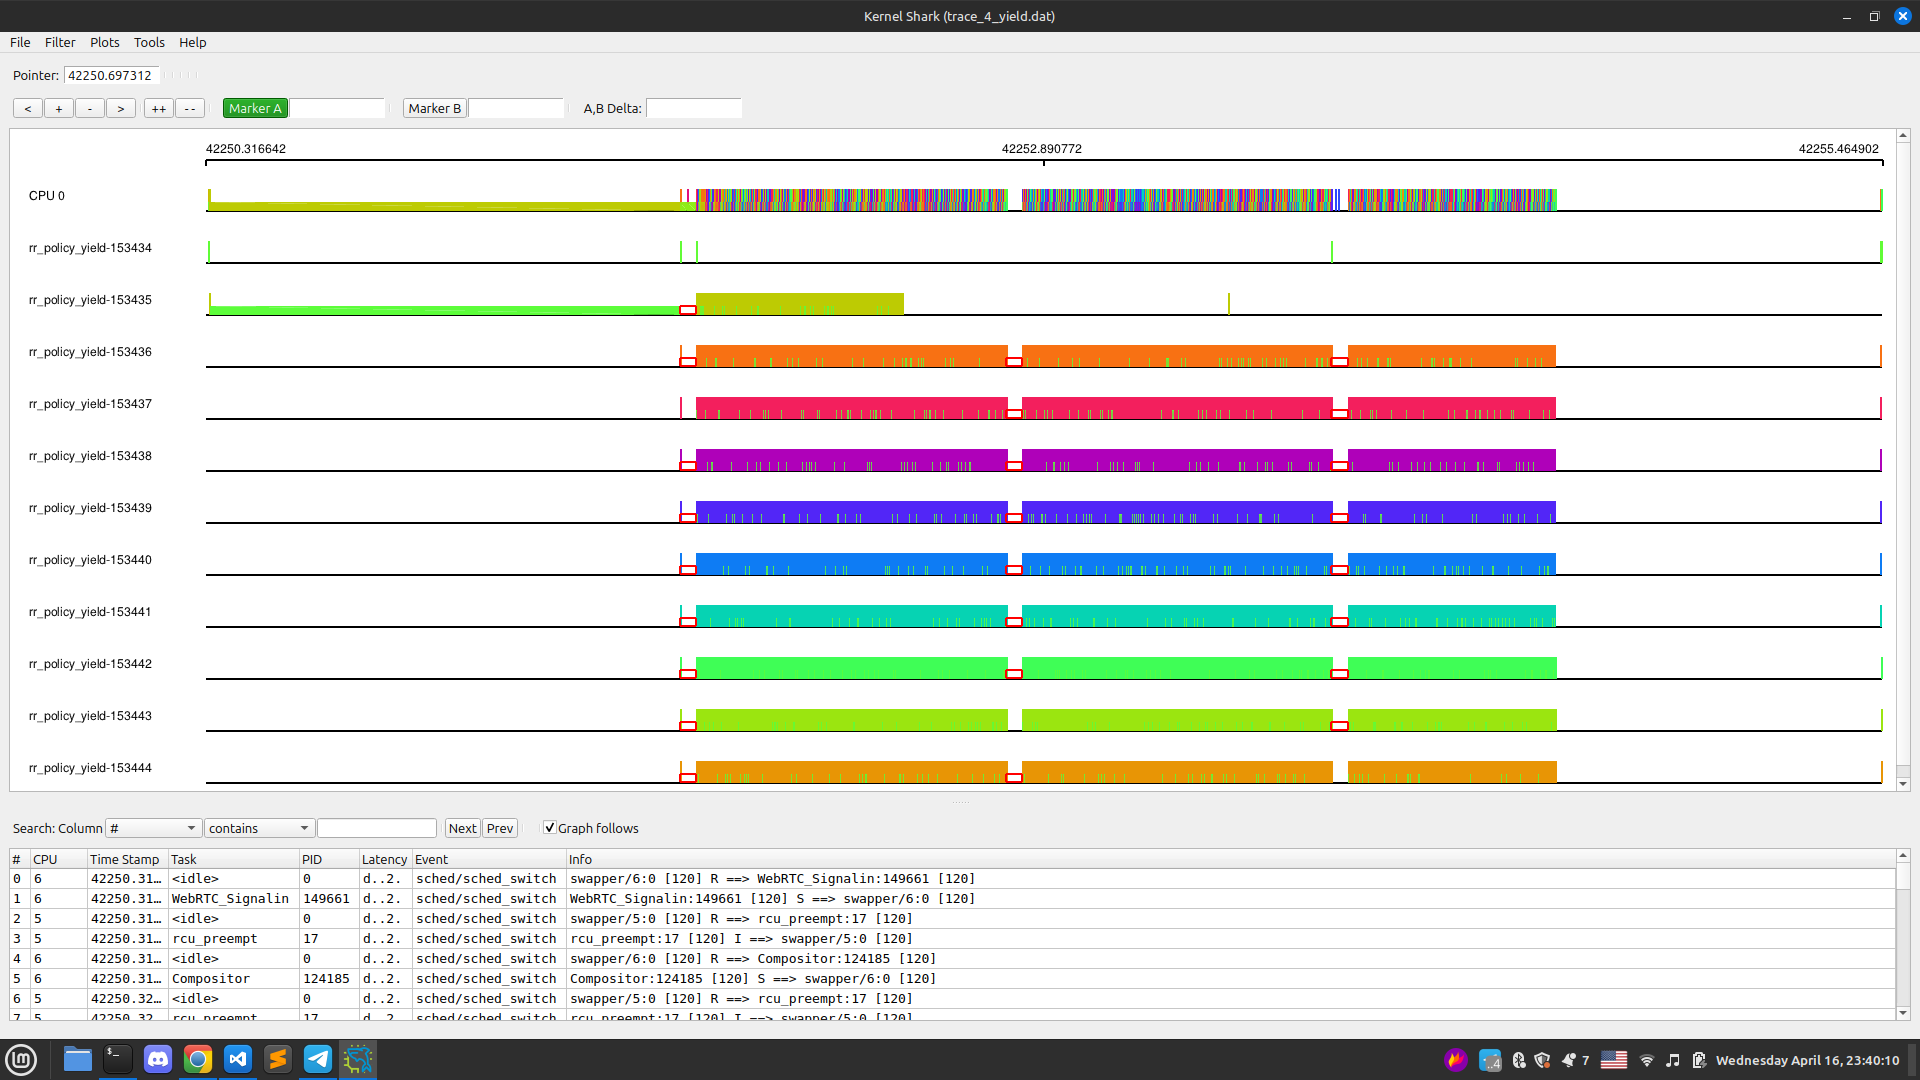 Kernel Shark (trace_4_yield.dat)
File Filter Plots Tools Help
Pointer: 42250.697312
< + - > ++ -- Marker A Marker B A,B Delta:
42250.316642 42252.890772 42255.464902
CPU 0
rr_policy_yield-153434
rr_policy_yield-153435
rr_policy_yield-153436
rr_policy_yield-153437
rr_policy_yield-153438
rr_policy_yield-153439
rr_policy_yield-153440
rr_policy_yield-153441
rr_policy_yield-153442
rr_policy_yield-153443
rr_policy_yield-153444
Search: Column # contains Next Prev Graph follows
# CPU Time Stamp Task PID Latency Event Info
0 6 42250.31... <idle> 0 d..2. sched/sched_switch swapper/6:0 [120] R ==> WebRTC_Signalin:149661 [120]
1 6 42250.31... WebRTC_Signalin 149661 d..2. sched/sched_switch WebRTC_Signalin:149661 [120] S ==> swapper/6:0 [120]
2 5 42250.31... <idle> 0 d..2. sched/sched_switch swapper/5:0 [120] R ==> rcu_preempt:17 [120]
3 5 42250.31... rcu_preempt 17 d..2. sched/sched_switch rcu_preempt:17 [120] I ==> swapper/5:0 [120]
4 6 42250.31... <idle> 0 d..2. sched/sched_switch swapper/6:0 [120] R ==> Compositor:124185 [120]
5 6 42250.31... Compositor 124185 d..2. sched/sched_switch Compositor:124185 [120] S ==> swapper/6:0 [120]
6 5 42250.32... <idle> 0 d..2. sched/sched_switch swapper/5:0 [120] R ==> rcu_preempt:17 [120]
7 5 42250.32... rcu_preempt 17 d..2. sched/sched_switch rcu_preempt:17 [120] I ==> swapper/5:0 [120]
lm $_ ..4 7 Wednesday April 16, 23:40:10